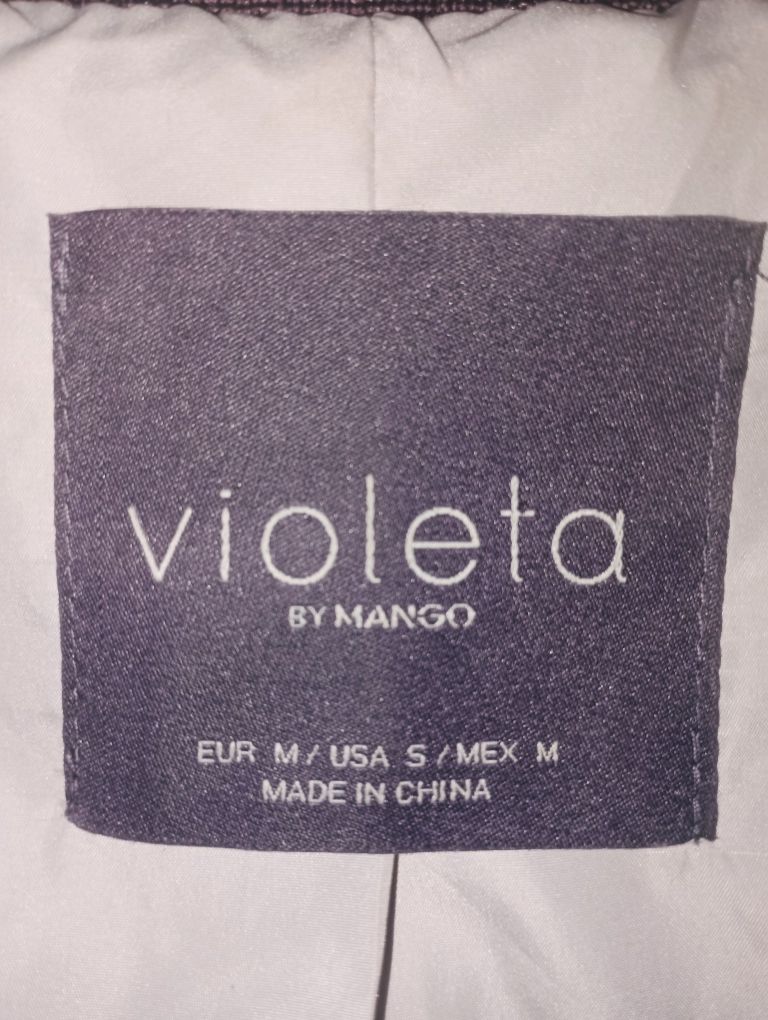 violeta
BY MANGO
EUR M / USA S / MEX M
MADE IN CHINA